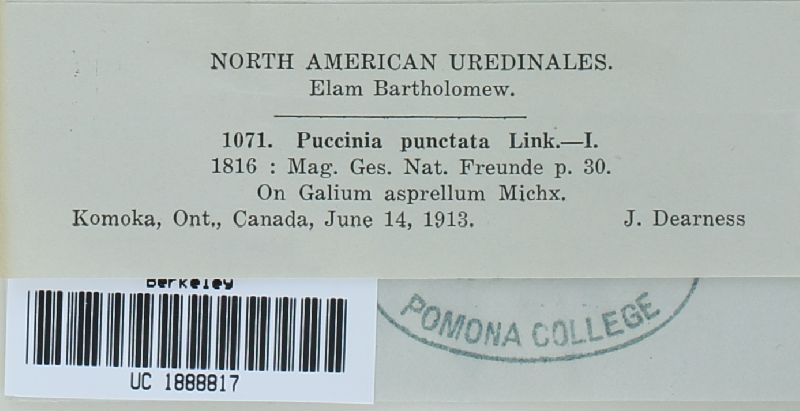 NORTH AMERICAN UREDINALES.
Elam Bartholomew.
1071. Puccinia punctata Link.—I.
1816 : Mag. Ges. Nat. Freunde p. 30.
On Galium asprellum Michx.
Komoka, Ont., Canada, June 14, 1913. J. Dearness
Berkeley
UC 1888817
POMONA COLLEGE